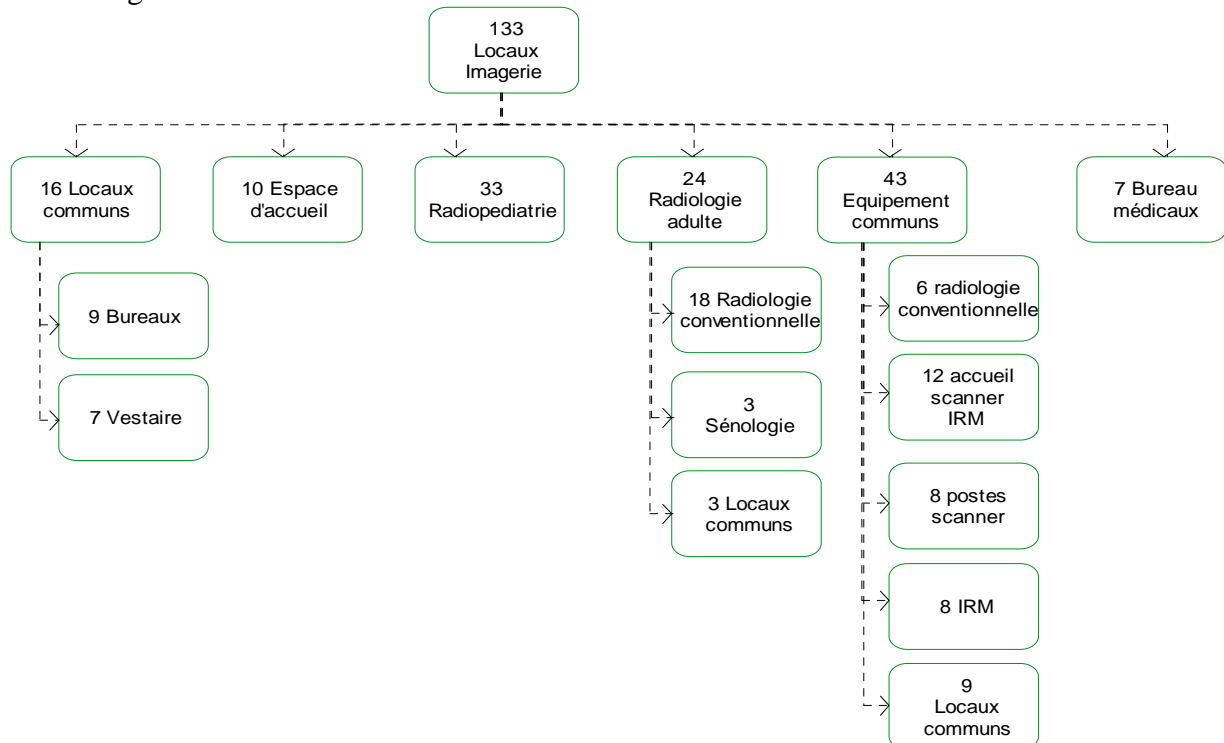 133
Locaux
Imagerie
16 Locaux
communs
10 Espace
d'accueil
33
Radiopediatrie
24
Radiologie
adulte
43
Equipement
communs
7 Bureau
médicaux
9 Bureaux
7 Vestaire
18 Radiologie
conventionnelle
3
Sénologie
3 Locaux
communs
6 radiologie
conventionnelle
12 accueil
scanner
IRM
8 postes
scanner
8 IRM
9
Locaux
communs